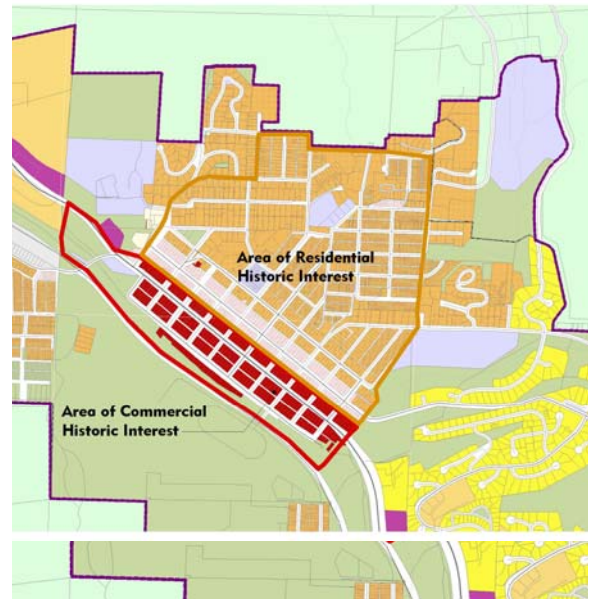 Area of Residential
Historic Interest
Area of Commercial
Historic Interest